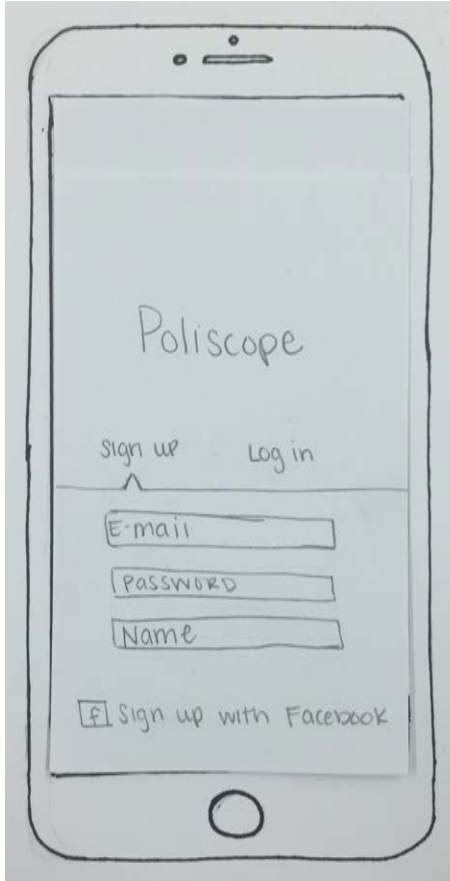 Poliscope
Sign up Log in
E-mail
PASSWORD
Name
f Sign up with Facebook